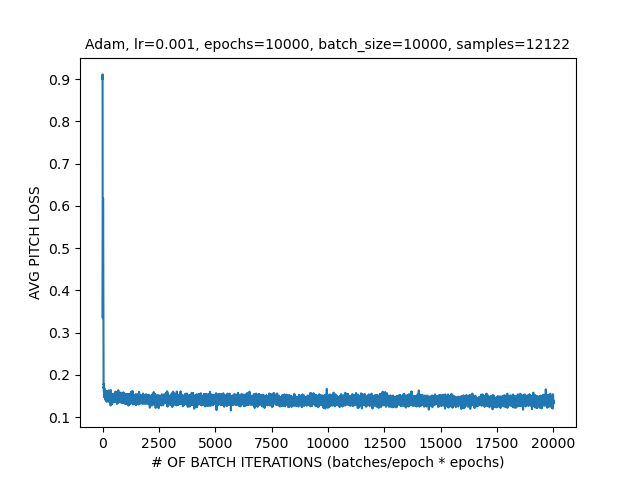 Adam, lr=0.001, epochs=10000, batch_size=10000, samples=12122
0.9
0.8
0.7
0.6
0.5
0.4
0.3
0.2
0.1
AVG PITCH LOSS
0 2500 5000 7500 10000 12500 15000 17500 20000
# OF BATCH ITERATIONS (batches/epoch * epochs)